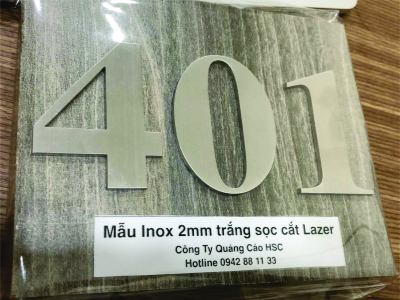 401
Mẫu Inox 2mm trắng sọc cắt Lazer
Công Ty Quảng Cáo HSC
Hotline 0942 88 11 33